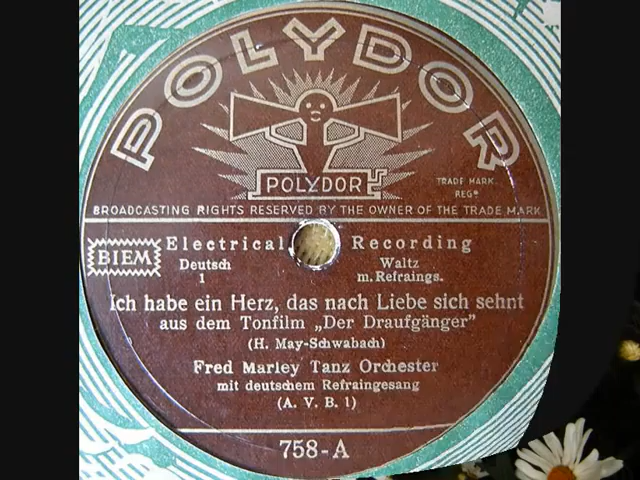 POLYDOR
POLYDOR
TRADE MARK.
REGD
BROADCASTING RIGHTS RESERVED BY THE OWNER OF THE TRADE MARK
BIEM
Electrical Recording
Deutsch Waltz
1 m. Refraings.
Ich habe ein Herz, das nach Liebe sich sehnt
aus dem Tonfilm „Der Draufgänger"
(H. May-Schwabach)
Fred Marley Tanz Orchester
mit deutschem Refraingesang
(A. V. B. 1)
758-A